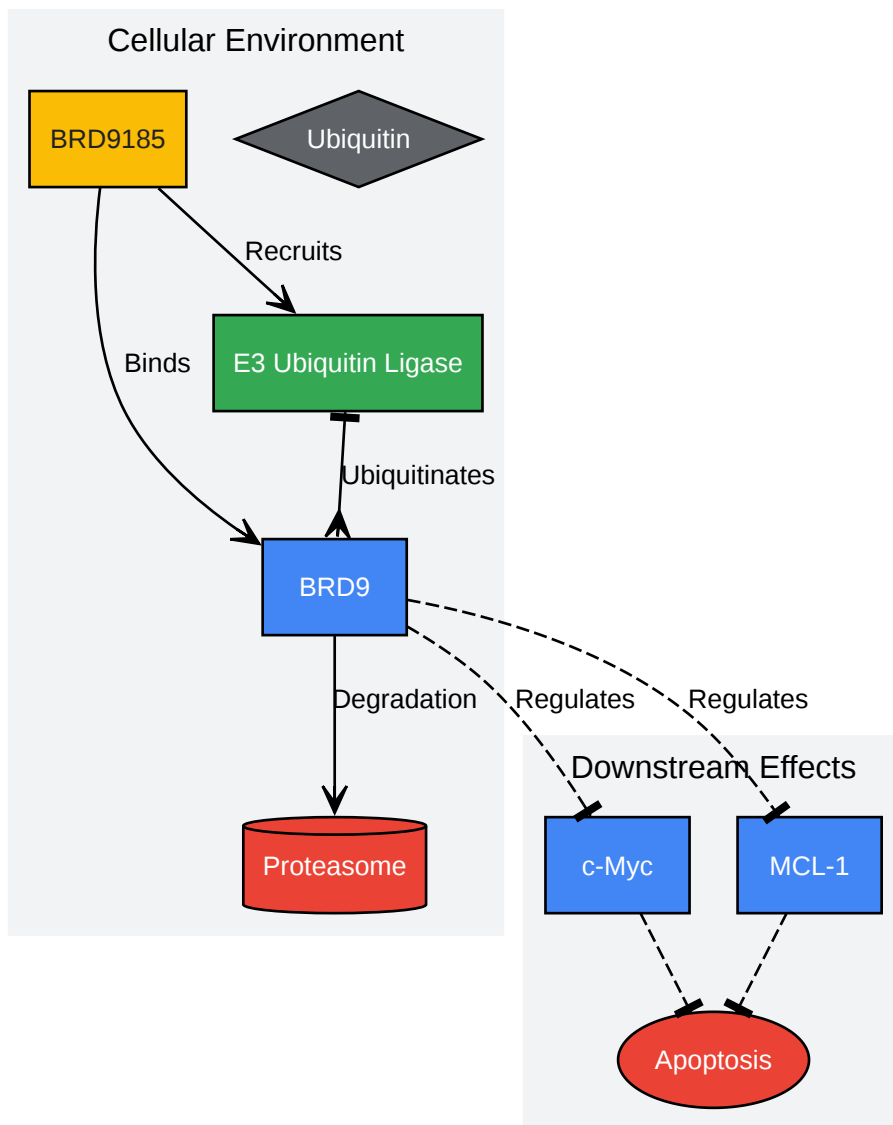 Cellular Environment
BRD9185
Ubiquitin
Recruits
Binds
E3 Ubiquitin Ligase
Ubiquitinates
BRD9
Degradation
Regulates
Regulates
Downstream Effects
Proteasome
c-Myc
MCL-1
Apoptosis